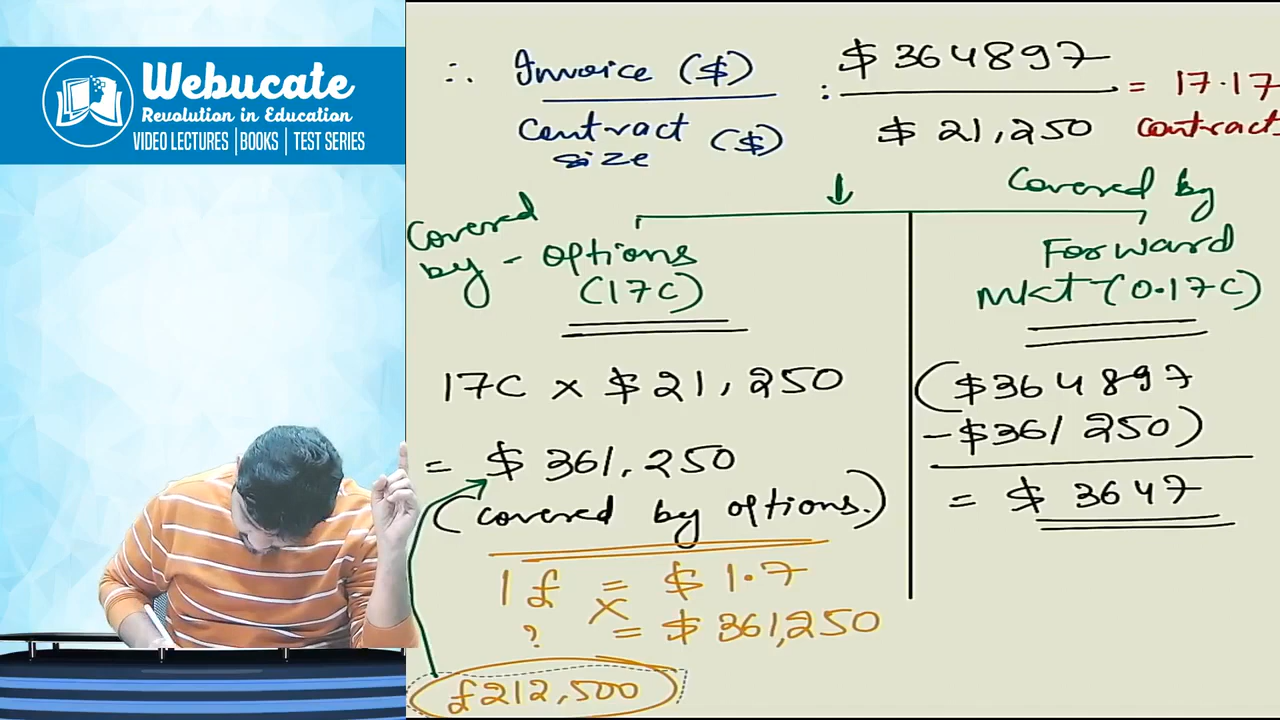 Webucate
Revolution in Education
VIDEO LECTURES | BOOKS | TEST SERIES
∴ Invoice ($) : $ 364897 = 17.17
contract size ($) $ 21,250 contract
Covered by - options (17C)
17C x $ 21,250
= $ 361,250
(covered by options.)
1 £ = $ 1.7
x
? = $ 361,250
£212,500
Covered by
Forward
MKT (0.17C)
($364897
- $361 250)
= $ 3647